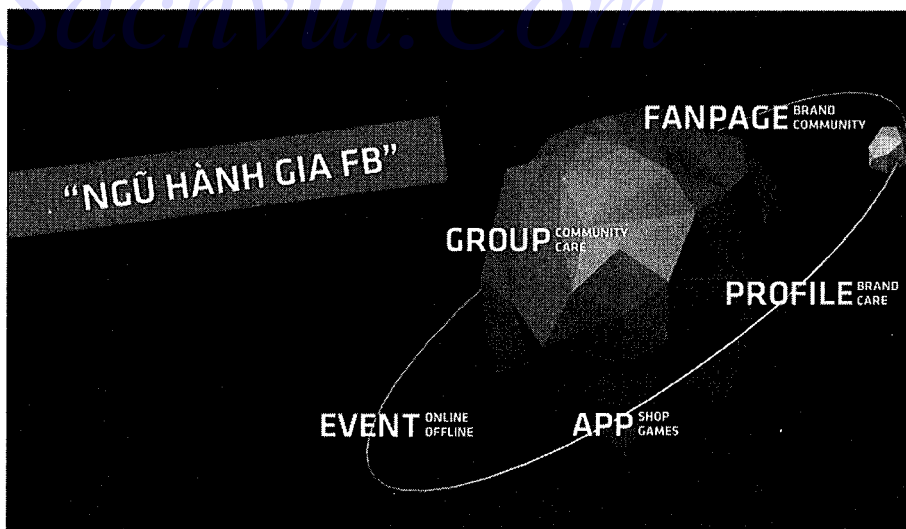 Sachvui.Com
FANPAGE BRAND COMMUNITY
“NGŨ HÀNH GIA FB”
GROUP COMMUNITY CARE
PROFILE BRAND CARE
EVENT ONLINE OFFLINE
APP SHOP GAMES